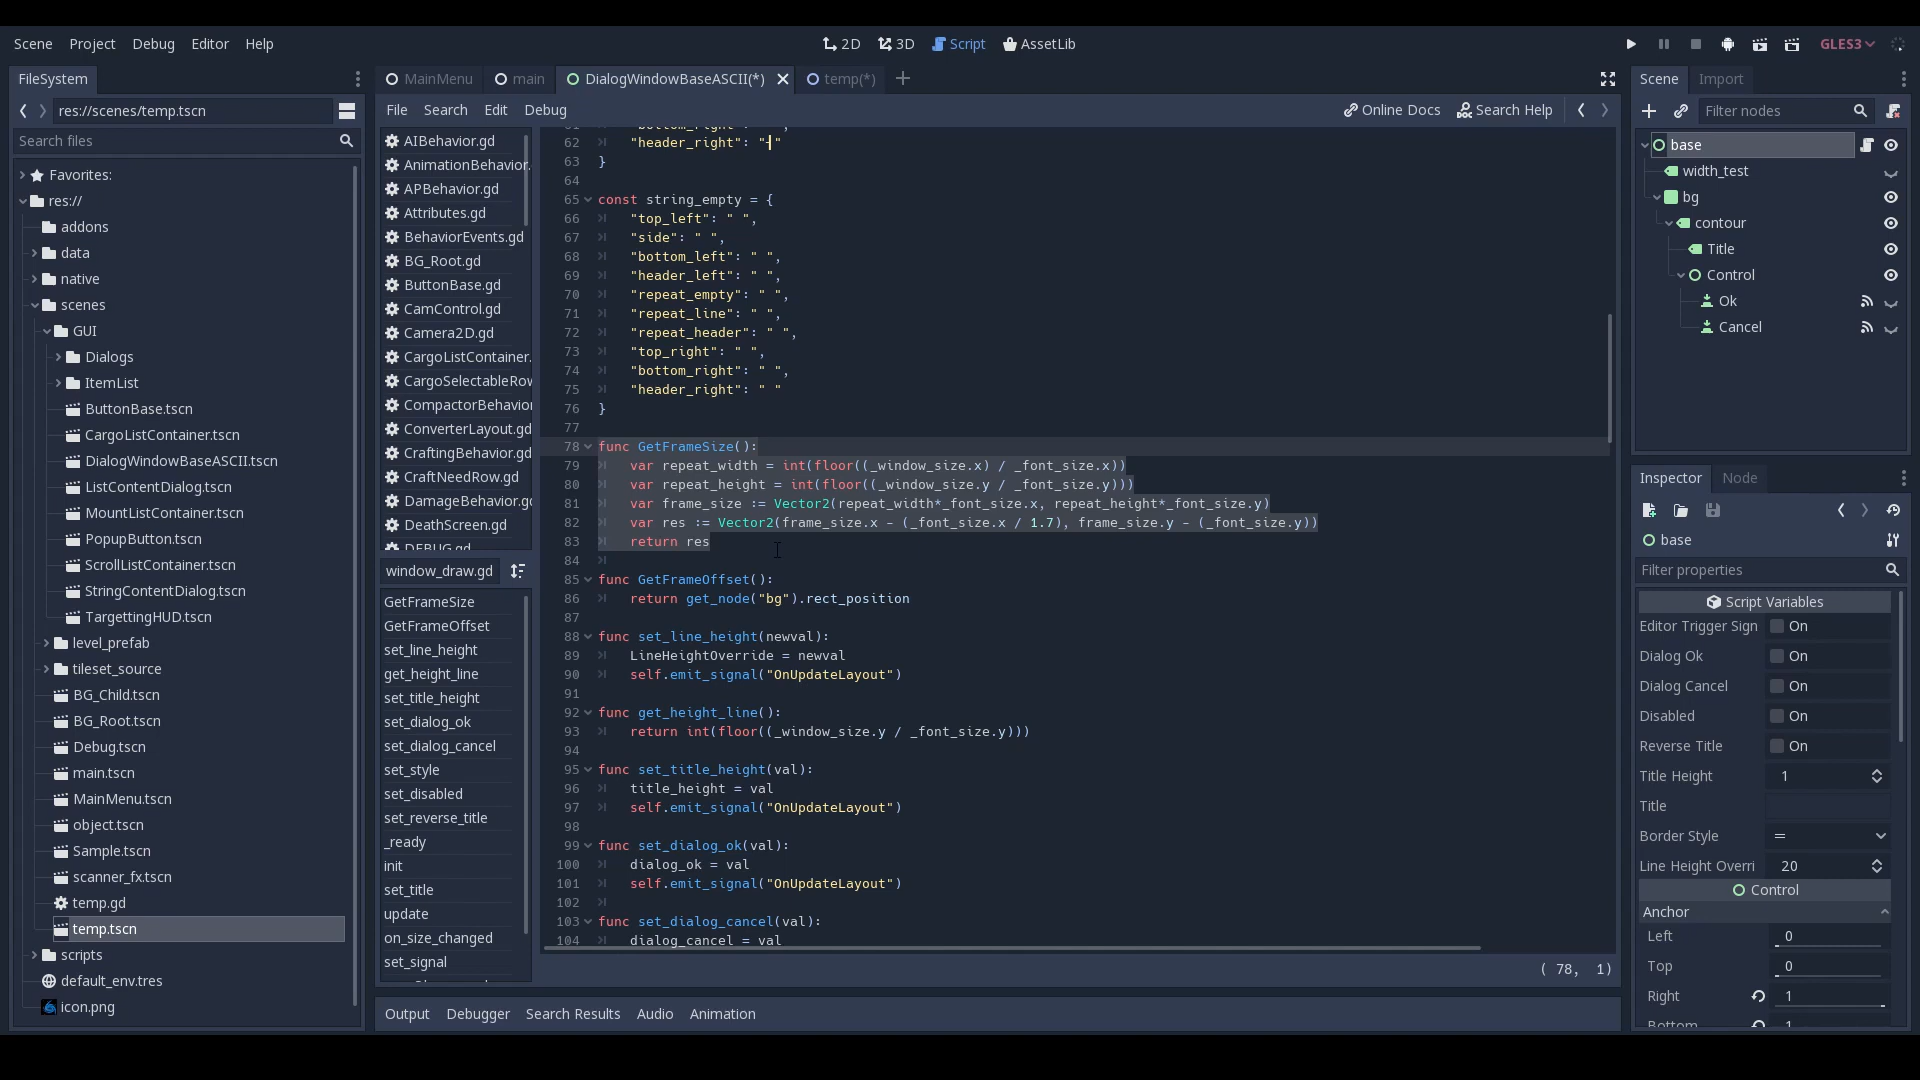 Scene Project Debug Editor Help
2D 3D Script AssetLib
GLES3
FileSystem
res://scenes/temp.tscn
Search files
Favorites:
res://
addons
data
native
scenes
GUI
Dialogs
ItemList
ButtonBase.tscn
CargoListContainer.tscn
DialogWindowBaseASCII.tscn
ListContentDialog.tscn
MountListContainer.tscn
PopupButton.tscn
ScrollListContainer.tscn
StringContentDialog.tscn
TargettingHUD.tscn
level_prefab
tileset_source
BG_Child.tscn
BG_Root.tscn
Debug.tscn
main.tscn
MainMenu.tscn
object.tscn
Sample.tscn
scanner_fx.tscn
temp.gd
temp.tscn
scripts
default_env.tres
icon.png
MainMenu main DialogWindowBaseASCII(*) temp(*)
File Search Edit Debug
Online Docs Search Help
AIBehavior.gd
AnimationBehavior.
APBehavior.gd
Attributes.gd
BehaviorEvents.gd
BG_Root.gd
ButtonBase.gd
CamControl.gd
Camera2D.gd
CargoListContainer.
CargoSelectableRow
CompactorBehavior
ConverterLayout.gd
CraftingBehavior.gd
CraftNeedRow.gd
DamageBehavior.gd
DeathScreen.gd
DEBUG.gd
window_draw.gd
GetFrameSize
GetFrameOffset
set_line_height
get_height_line
set_title_height
set_dialog_ok
set_dialog_cancel
set_style
set_disabled
set_reverse_title
_ready
init
set_title
update
on_size_changed
set_signal
62 "header_right": "┤"
63 }
64
65 const string_empty = {
66 "top_left": " ",
67 "side": " ",
68 "bottom_left": " ",
69 "header_left": " ",
70 "repeat_empty": " ",
71 "repeat_line": " ",
72 "repeat_header": " ",
73 "top_right": " ",
74 "bottom_right": " ",
75 "header_right": " "
76 }
77
78 func GetFrameSize():
79 var repeat_width = int(floor((_window_size.x) / _font_size.x))
80 var repeat_height = int(floor((_window_size.y / _font_size.y)))
81 var frame_size := Vector2(repeat_width*_font_size.x, repeat_height*_font_size.y)
82 var res := Vector2(frame_size.x - (_font_size.x / 1.7), frame_size.y - (_font_size.y))
83 return res
84
85 func GetFrameOffset():
86 return get_node("bg").rect_position
87
88 func set_line_height(newval):
89 LineHeightOverride = newval
90 self.emit_signal("OnUpdateLayout")
91
92 func get_height_line():
93 return int(floor((_window_size.y / _font_size.y)))
94
95 func set_title_height(val):
96 title_height = val
97 self.emit_signal("OnUpdateLayout")
98
99 func set_dialog_ok(val):
100 dialog_ok = val
101 self.emit_signal("OnUpdateLayout")
102
103 func set_dialog_cancel(val):
104 dialog_cancel = val
( 78, 1)
Output Debugger Search Results Audio Animation
Scene Import
Filter nodes
base
width_test
bg
contour
Title
Control
Ok
Cancel
Inspector Node
base
Filter properties
Script Variables
Editor Trigger Sign On
Dialog Ok On
Dialog Cancel On
Disabled On
Reverse Title On
Title Height 1
Title
Border Style =
Line Height Overri 20
Control
Anchor
Left 0
Top 0
Right 1
Bottom 1